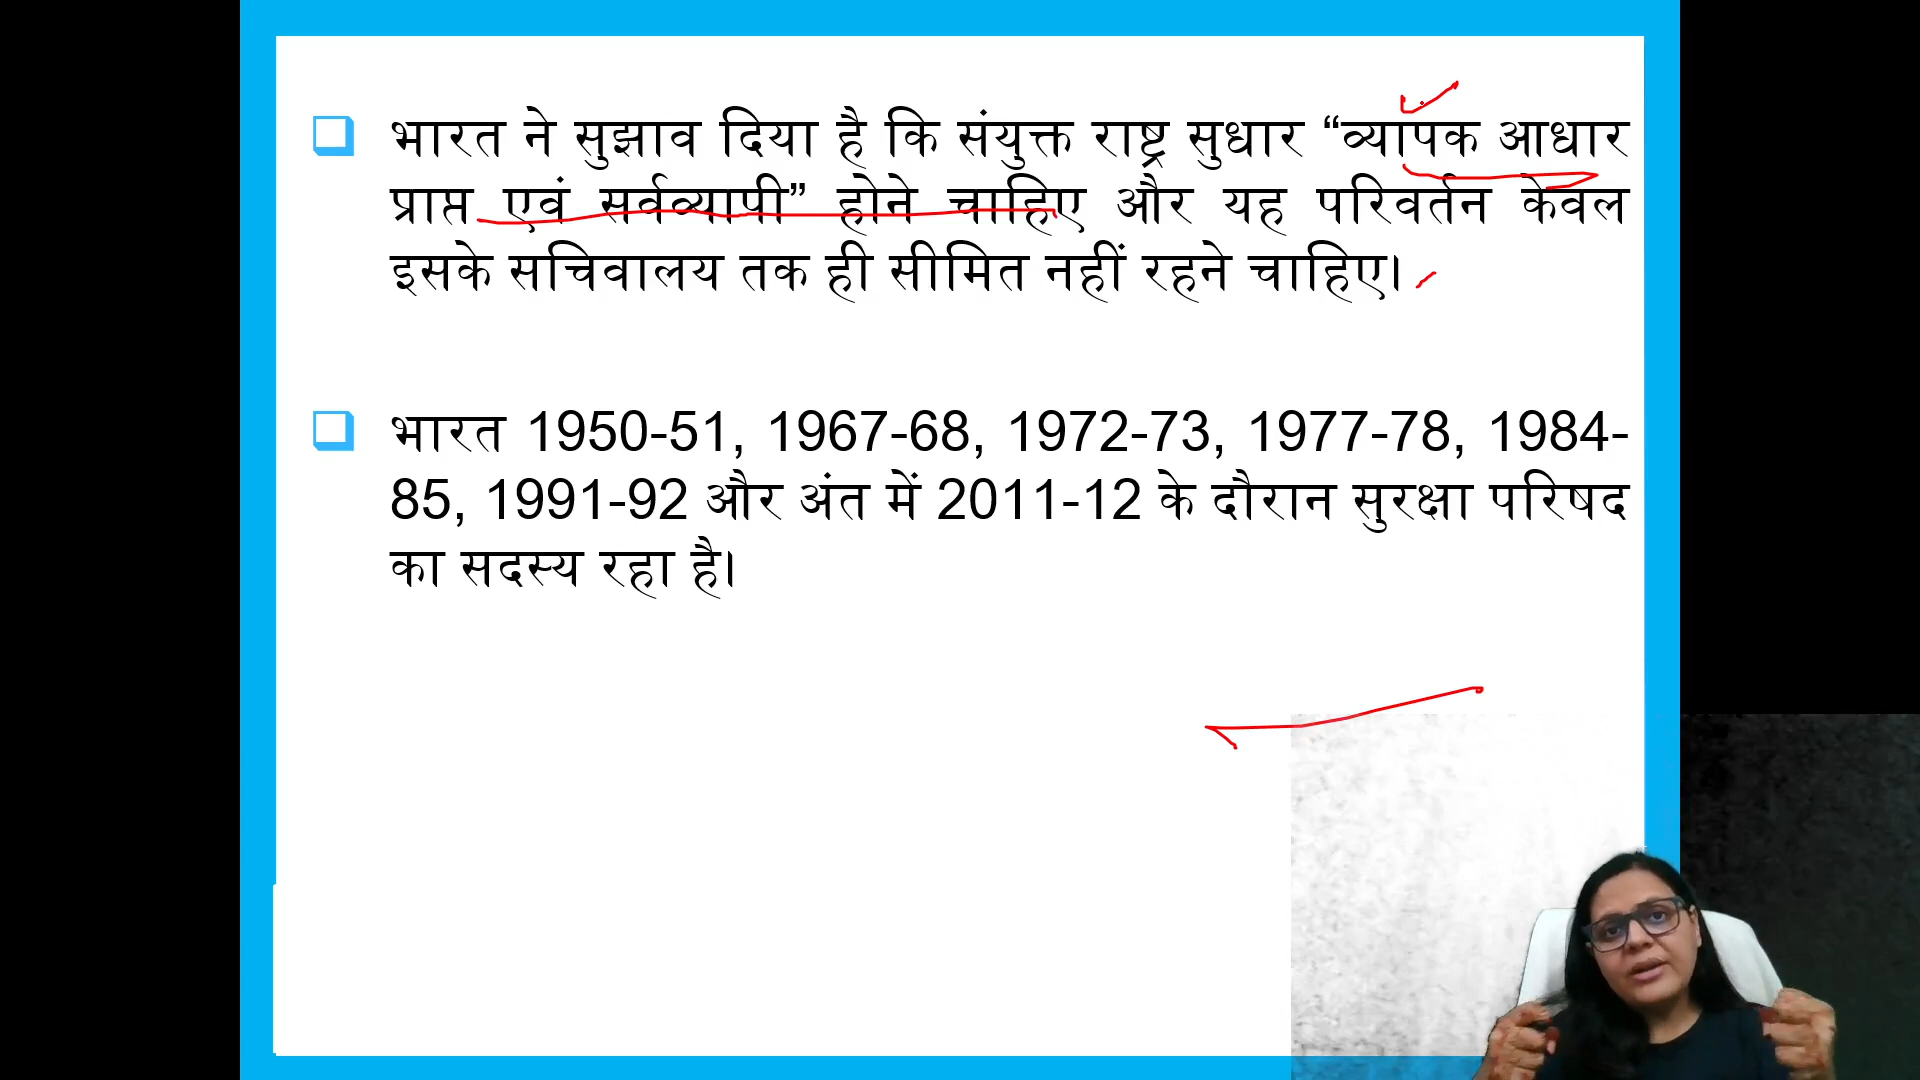 भारत ने सुझाव दिया है कि संयुक्त राष्ट्र सुधार “व्यापक आधार
प्राप्त एवं सर्वव्यापी” होने चाहिए और यह परिवर्तन केवल
इसके सचिवालय तक ही सीमित नहीं रहने चाहिए।
भारत 1950-51, 1967-68, 1972-73, 1977-78, 1984-
85, 1991-92 और अंत में 2011-12 के दौरान सुरक्षा परिषद
का सदस्य रहा है।